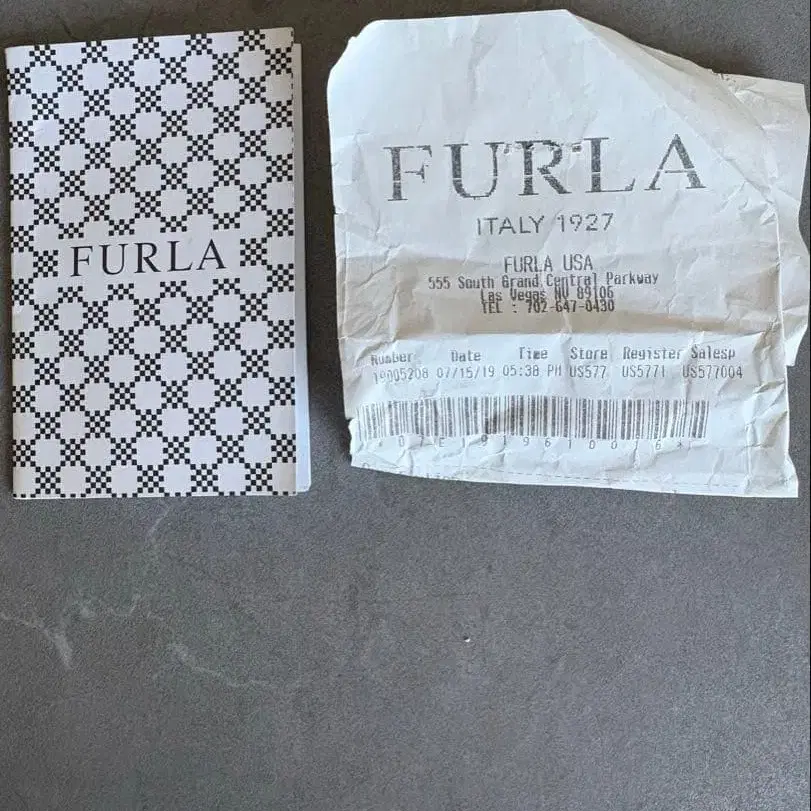 FURLA
FURLA
ITALY 1927
FURLA USA
555 South Grand Central Parkway
Las Vegas NV 89106
TEL : 702-647-0430
Number Date Time Store Register Salesp
19005208 07/15/19 05:38 PM US577 US5771 US577004